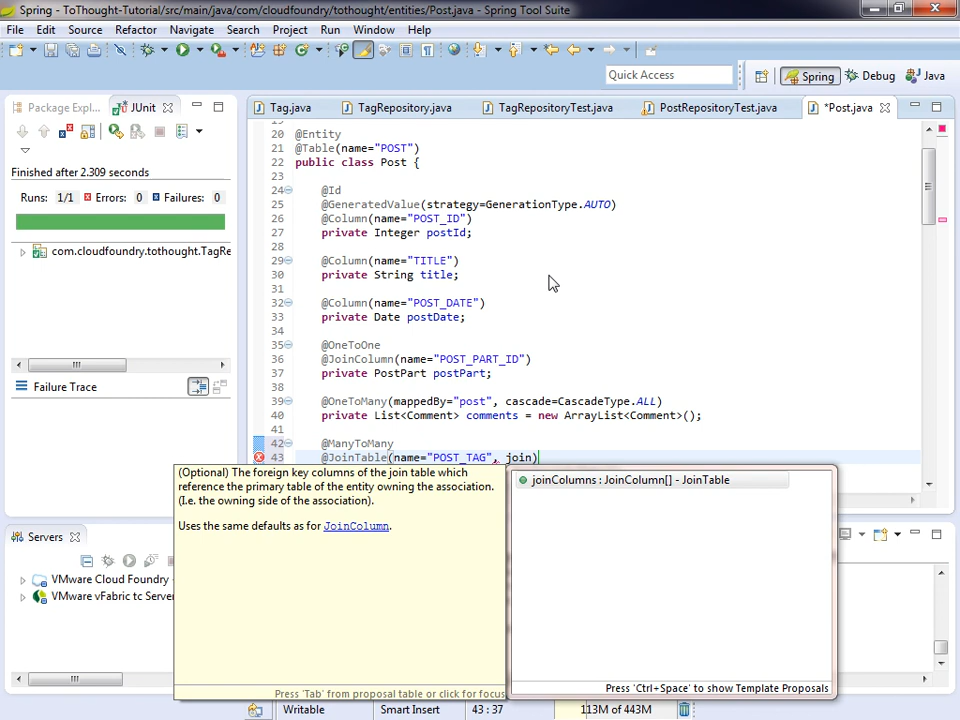 Spring - ToThought-Tutorial/src/main/java/com/cloudfoundry/tothought/entities/Post.java - Spring Tool Suite
File Edit Source Refactor Navigate Search Project Run Window Help
Quick Access
Spring Debug Java
Package Expl... JUnit
Finished after 2.309 seconds
Runs: 1/1 Errors: 0 Failures: 0
com.cloudfoundry.tothought.TagRe
Failure Trace
Tag.java TagRepository.java TagRepositoryTest.java PostRepositoryTest.java *Post.java
20 @Entity
21 @Table(name="POST")
22 public class Post {
23
24 @Id
25 @GeneratedValue(strategy=GenerationType.AUTO)
26 @Column(name="POST_ID")
27 private Integer postId;
28
29 @Column(name="TITLE")
30 private String title;
31
32 @Column(name="POST_DATE")
33 private Date postDate;
34
35 @OneToOne
36 @JoinColumn(name="POST_PART_ID")
37 private PostPart postPart;
38
39 @OneToMany(mappedBy="post", cascade=CascadeType.ALL)
40 private List<Comment> comments = new ArrayList<Comment>();
41
42 @ManyToMany
43 @JoinTable(name="POST_TAG", join)
(Optional) The foreign key columns of the join table which
reference the primary table of the entity owning the association.
(I.e. the owning side of the association).
Uses the same defaults as for JoinColumn.
Press 'Tab' from proposal table or click for focus
joinColumns : JoinColumn[] - JoinTable
Press 'Ctrl+Space' to show Template Proposals
Servers
VMware Cloud Foundry -
VMware vFabric tc Server
Writable Smart Insert 43 : 37 113M of 443M